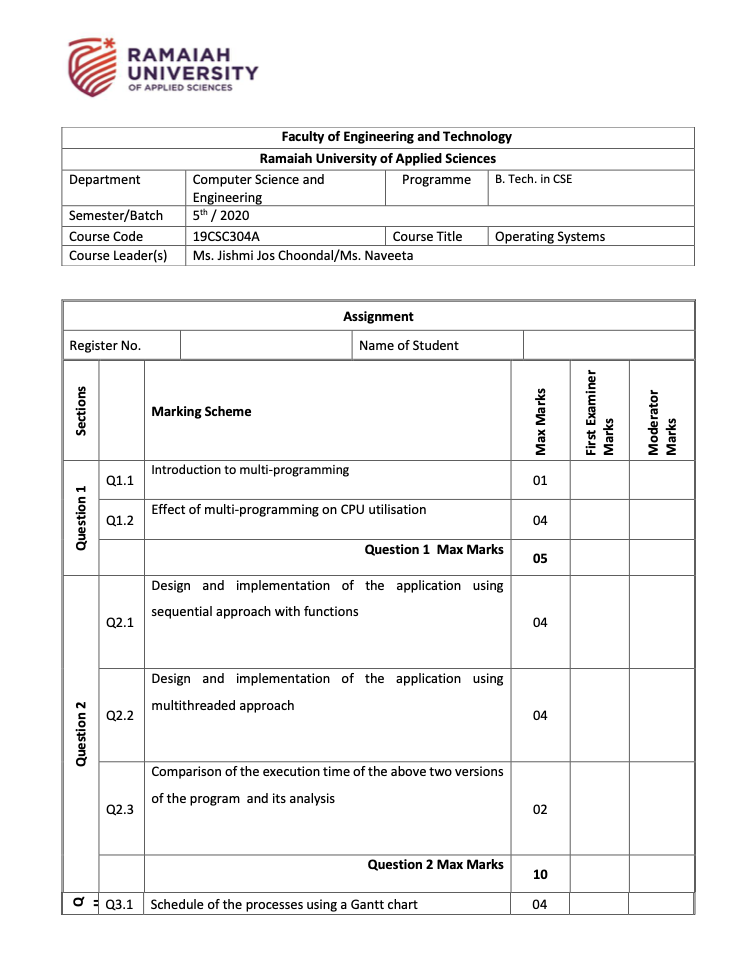 RAMAIAH
UNIVERSITY
OF APPLIED SCIENCES
Faculty of Engineering and Technology
Ramaiah University of Applied Sciences
Department Computer Science and Engineering Programme B. Tech. in CSE
Semester/Batch 5th / 2020
Course Code 19CSC304A Course Title Operating Systems
Course Leader(s) Ms. Jishmi Jos Choondal/Ms. Naveeta
Assignment
Register No. Name of Student
Sections Marking Scheme Max Marks First Examiner Marks Moderator Marks
Question 1
Q1.1 Introduction to multi-programming 01
Q1.2 Effect of multi-programming on CPU utilisation 04
Question 1 Max Marks 05
Question 2
Q2.1 Design and implementation of the application using
sequential approach with functions 04
Q2.2 Design and implementation of the application using
multithreaded approach 04
Q2.3 Comparison of the execution time of the above two versions
of the program and its analysis 02
Question 2 Max Marks 10
Q3.1 Schedule of the processes using a Gantt chart 04